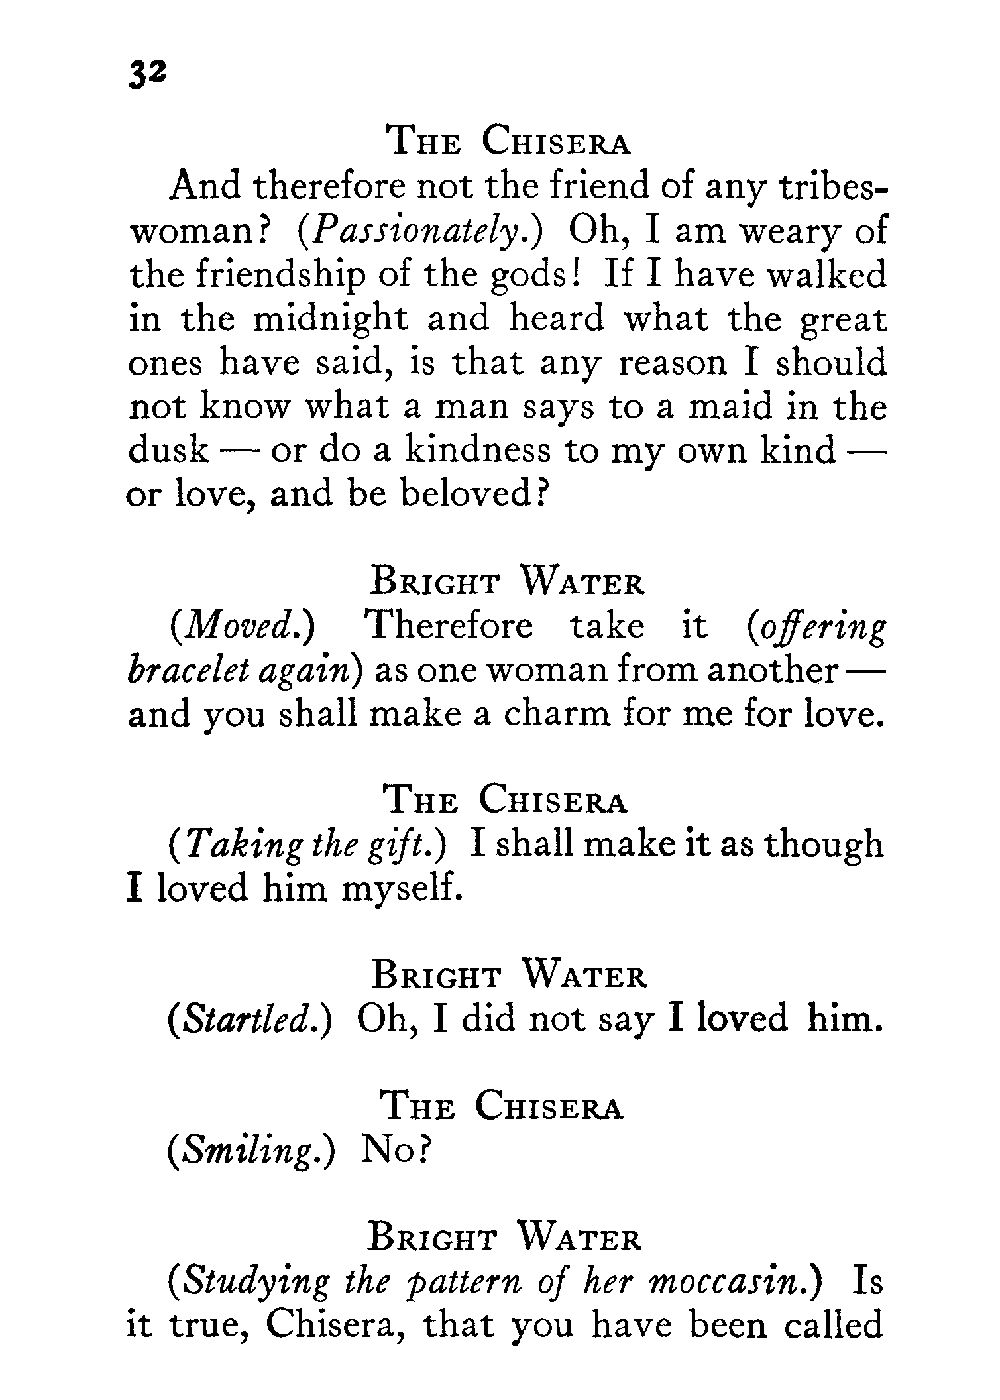 32
The Chisera
And therefore not the friend of any tribes-
woman? (Passionately.) Oh, I am weary of
the friendship of the gods! If I have walked
in the midnight and heard what the great
ones have said, is that any reason I should
not know what a man says to a maid in the
dusk — or do a kindness to my own kind —
or love, and be beloved?
Bright Water
(Moved.) Therefore take it (offering
bracelet again) as one woman from another —
and you shall make a charm for me for love.
The Chisera
(Taking the gift.) I shall make it as though
I loved him myself.
Bright Water
(Startled.) Oh, I did not say I loved him.
The Chisera
(Smiling.) No?
Bright Water
(Studying the pattern of her moccasin.) Is
it true, Chisera, that you have been called